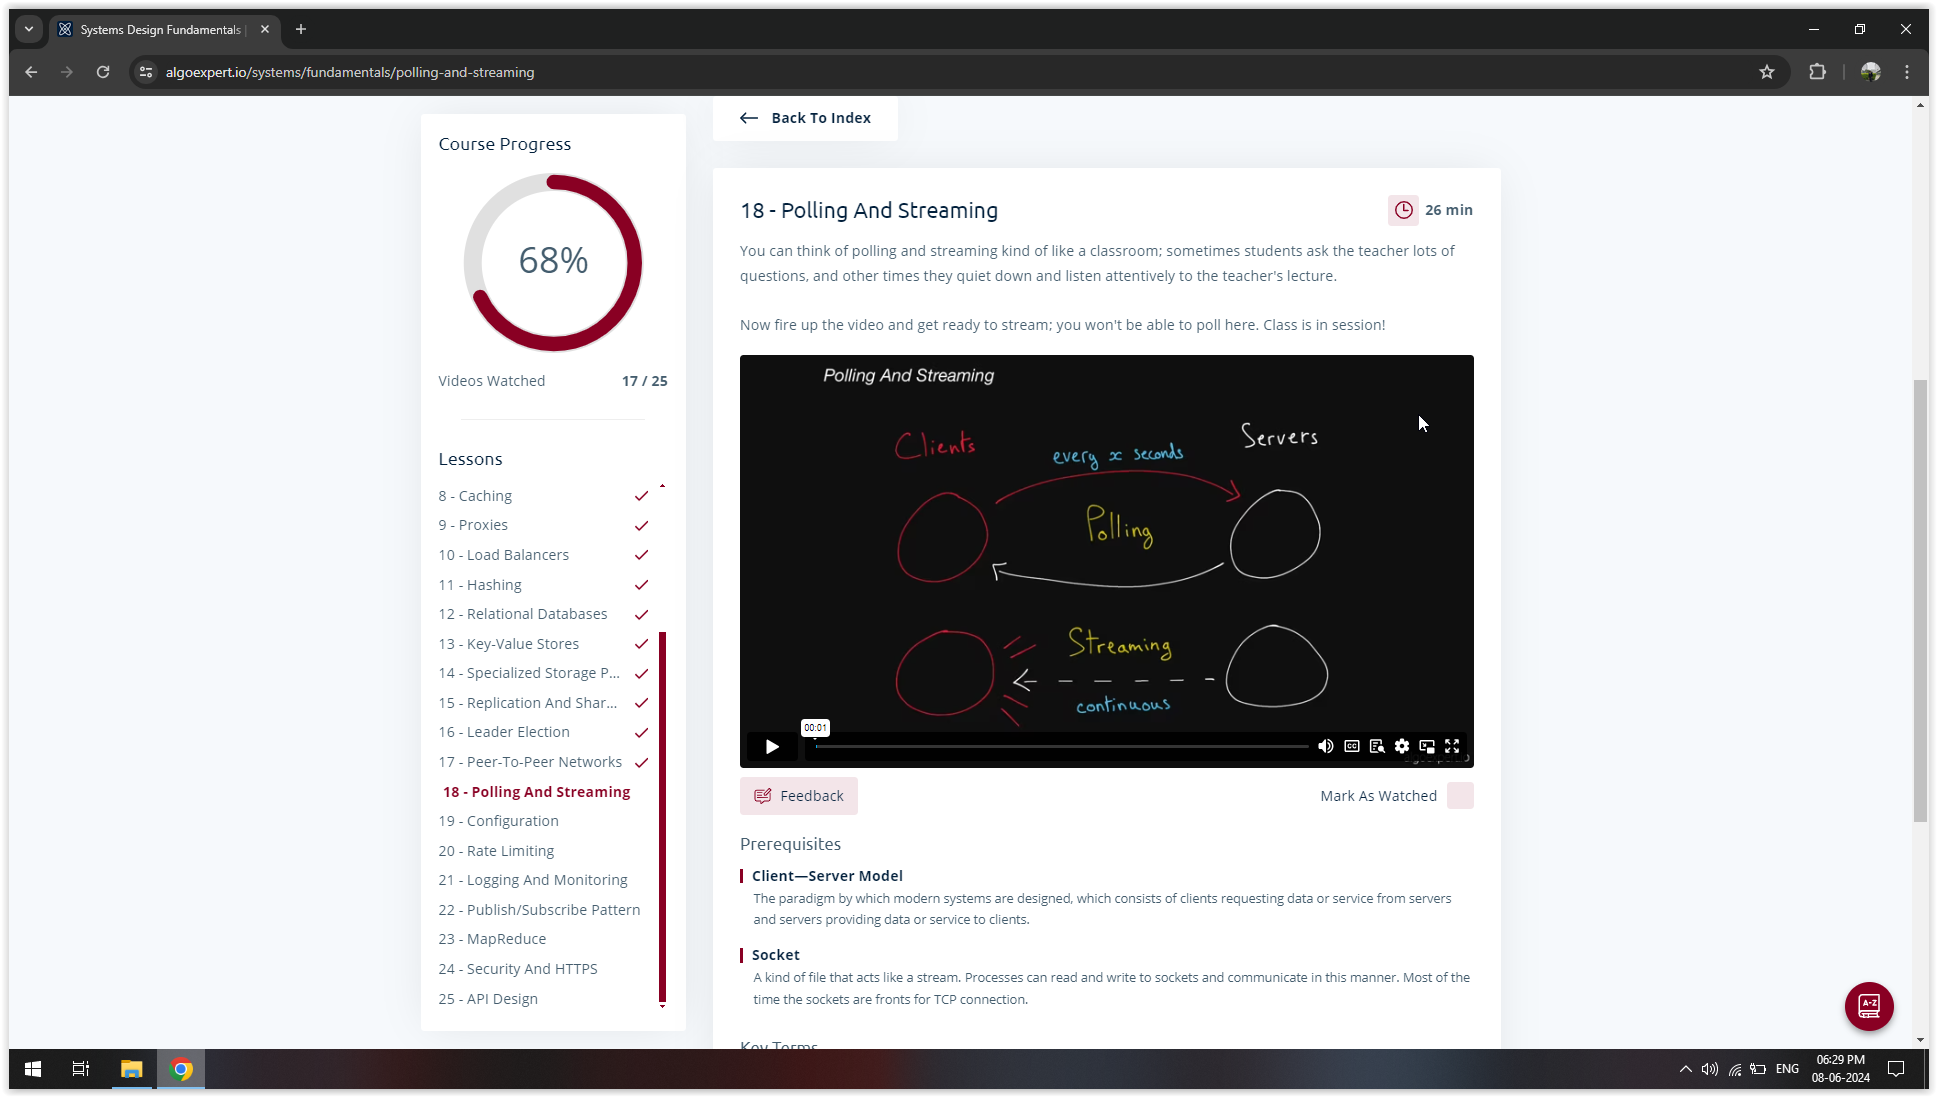 Systems Design Fundamentals |
algoexpert.io/systems/fundamentals/polling-and-streaming
Back To Index
Course Progress
68%
Videos Watched 17 / 25
Lessons
8 - Caching
9 - Proxies
10 - Load Balancers
11 - Hashing
12 - Relational Databases
13 - Key-Value Stores
14 - Specialized Storage P...
15 - Replication And Shar...
16 - Leader Election
17 - Peer-To-Peer Networks
18 - Polling And Streaming
19 - Configuration
20 - Rate Limiting
21 - Logging And Monitoring
22 - Publish/Subscribe Pattern
23 - MapReduce
24 - Security And HTTPS
25 - API Design
18 - Polling And Streaming 26 min
You can think of polling and streaming kind of like a classroom; sometimes students ask the teacher lots of
questions, and other times they quiet down and listen attentively to the teacher's lecture.
Now fire up the video and get ready to stream; you won't be able to poll here. Class is in session!
Polling And Streaming
Clients
every x seconds
Servers
Polling
Streaming
continuous
00:01
CC
Feedback
Mark As Watched
Prerequisites
Client—Server Model
The paradigm by which modern systems are designed, which consists of clients requesting data or service from servers
and servers providing data or service to clients.
Socket
A kind of file that acts like a stream. Processes can read and write to sockets and communicate in this manner. Most of the
time the sockets are fronts for TCP connection.
Key Terms
A-Z
ENG
06:29 PM
08-06-2024